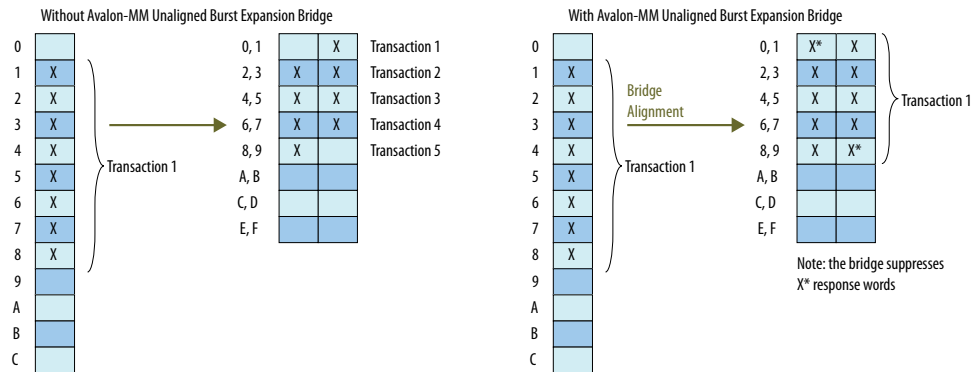 Without Avalon-MM Unaligned Burst Expansion Bridge
0
1 X
2 X
3 X
4 X
5 X
6 X
7 X
8 X
9
A
B
C
Transaction 1
0, 1 X Transaction 1
2, 3 X X Transaction 2
4, 5 X X Transaction 3
6, 7 X X Transaction 4
8, 9 X Transaction 5
A, B
C, D
E, F
With Avalon-MM Unaligned Burst Expansion Bridge
0
1 X
2 X
3 X
4 X
5 X
6 X
7 X
8 X
9
A
B
C
Transaction 1
Bridge
Alignment
0, 1 X* X
2, 3 X X
4, 5 X X
6, 7 X X
8, 9 X X*
A, B
C, D
E, F
Transaction 1
Note: the bridge suppresses
X* response words